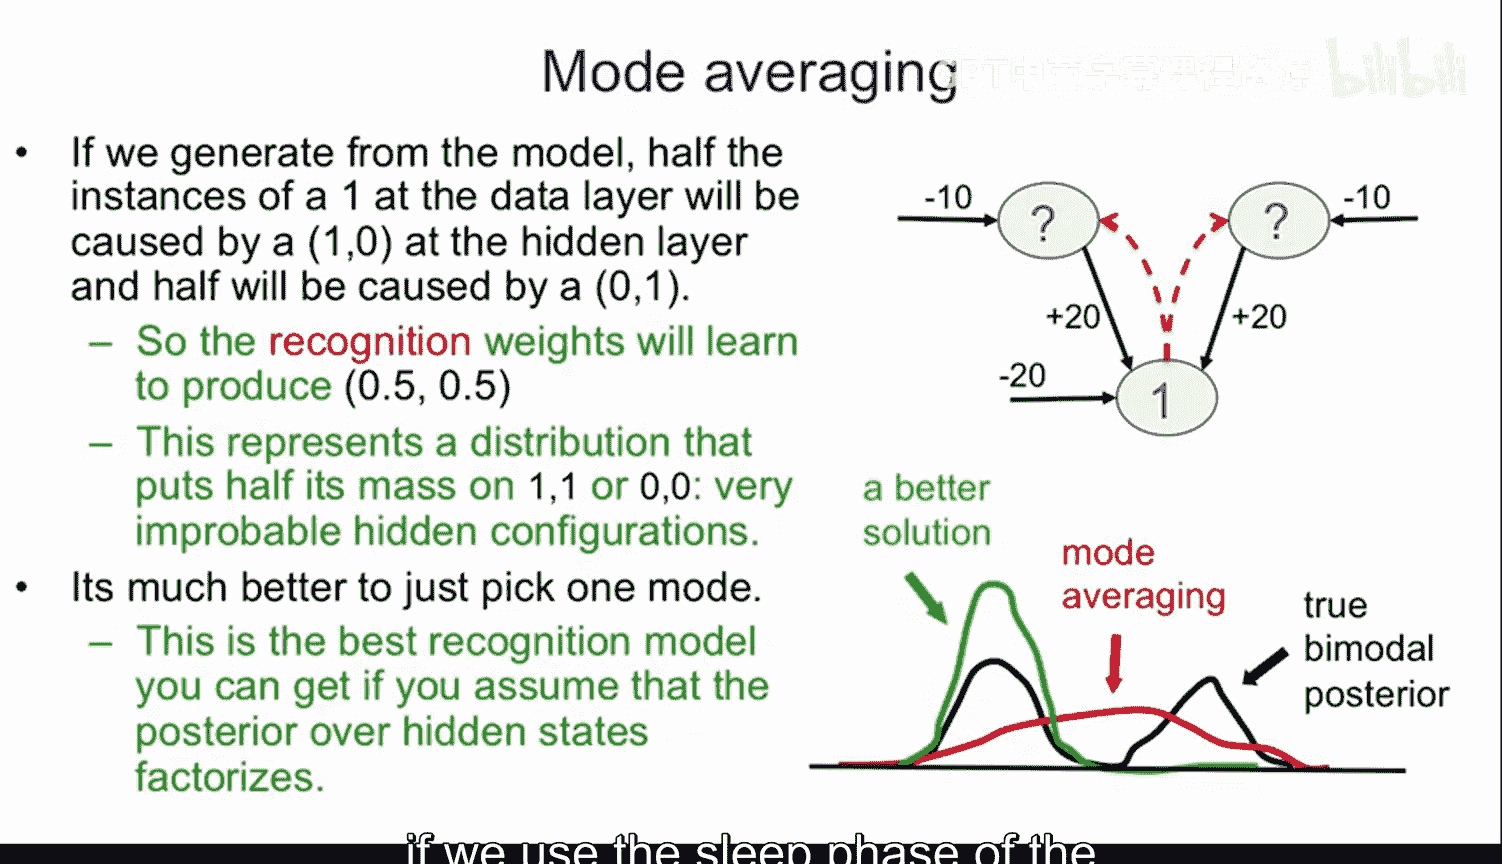 Mode averaging
bilibili
• If we generate from the model, half the
instances of a 1 at the data layer will be
caused by a (1,0) at the hidden layer
and half will be caused by a (0,1).
– So the recognition weights will learn
to produce (0.5, 0.5)
– This represents a distribution that
puts half its mass on 1,1 or 0,0: very
improbable hidden configurations.
• Its much better to just pick one mode.
– This is the best recognition model
you can get if you assume that the
posterior over hidden states
factorizes.
-10
?
?
-10
+20
+20
-20
1
a better
solution
mode
averaging
true
bimodal
posterior
if we use the sleep phase of the